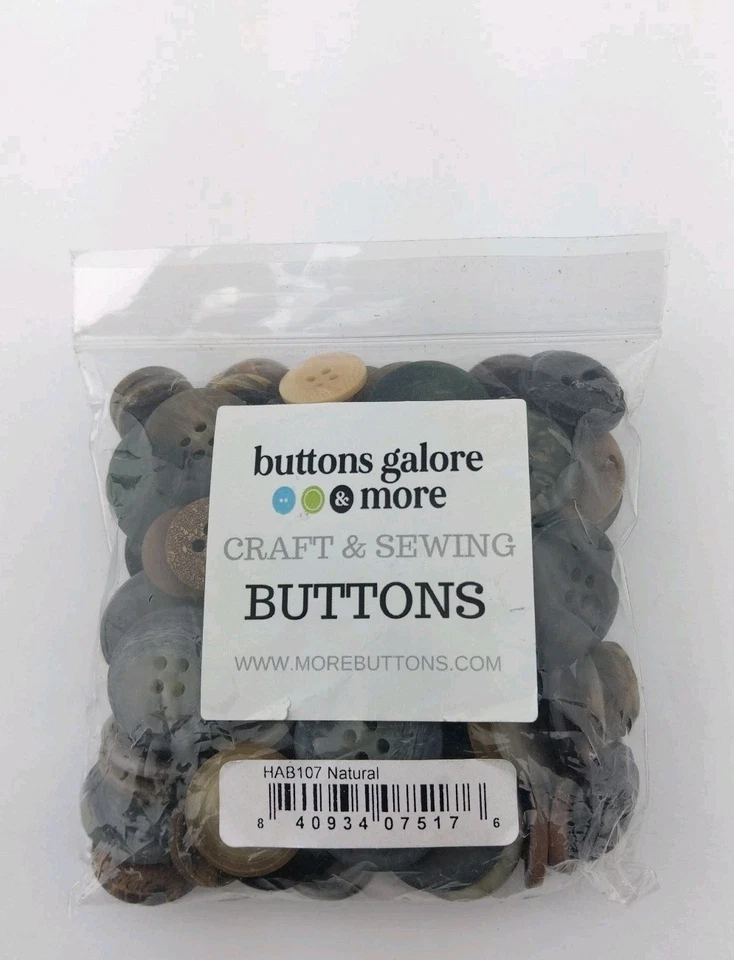 buttons galore
& more
CRAFT & SEWING
BUTTONS
WWW.MOREBUTTONS.COM
HAB107 Natural
8 40934 07517 6